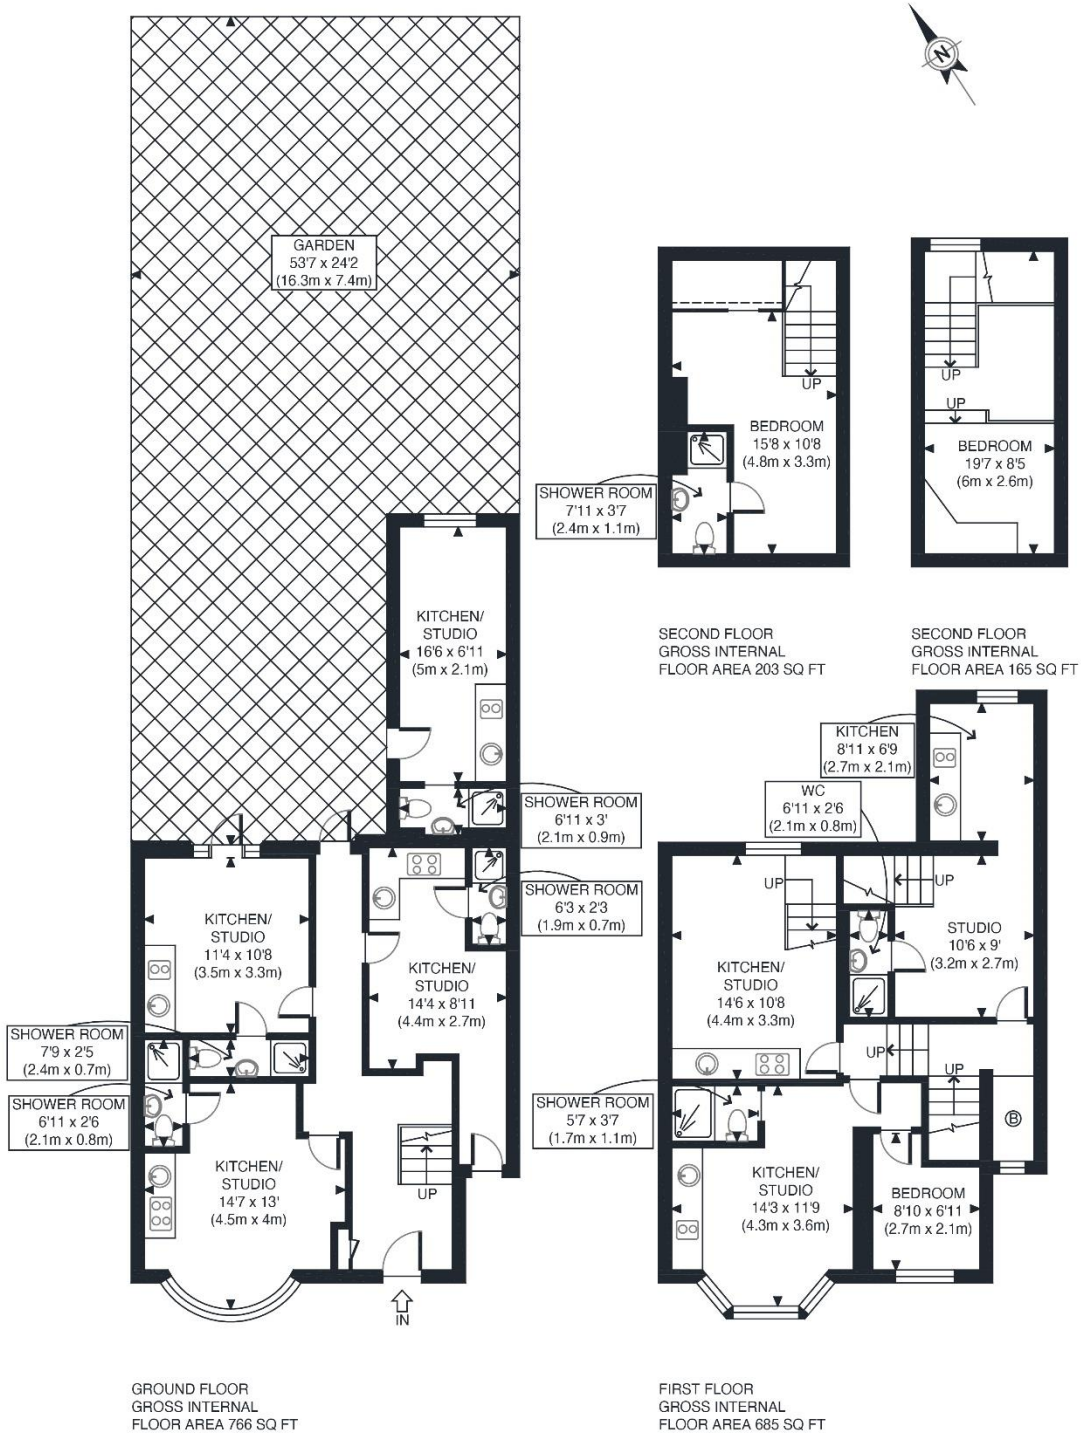 N
GARDEN
53'7 x 24'2
(16.3m x 7.4m)
UP
BEDROOM
15'8 x 10'8
(4.8m x 3.3m)
SHOWER ROOM
7'11 x 3'7
(2.4m x 1.1m)
SECOND FLOOR
GROSS INTERNAL
FLOOR AREA 203 SQ FT
UP
UP
BEDROOM
19'7 x 8'5
(6m x 2.6m)
SECOND FLOOR
GROSS INTERNAL
FLOOR AREA 165 SQ FT
KITCHEN/
STUDIO
16'6 x 6'11
(5m x 2.1m)
SHOWER ROOM
6'11 x 3'
(2.1m x 0.9m)
SHOWER ROOM
6'3 x 2'3
(1.9m x 0.7m)
KITCHEN/
STUDIO
11'4 x 10'8
(3.5m x 3.3m)
KITCHEN/
STUDIO
14'4 x 8'11
(4.4m x 2.7m)
SHOWER ROOM
7'9 x 2'5
(2.4m x 0.7m)
SHOWER ROOM
6'11 x 2'6
(2.1m x 0.8m)
KITCHEN/
STUDIO
14'7 x 13'
(4.5m x 4m)
UP
IN
GROUND FLOOR
GROSS INTERNAL
FLOOR AREA 766 SQ FT
KITCHEN
8'11 x 6'9
(2.7m x 2.1m)
WC
6'11 x 2'6
(2.1m x 0.8m)
UP
UP
STUDIO
10'6 x 9'
(3.2m x 2.7m)
KITCHEN/
STUDIO
14'6 x 10'8
(4.4m x 3.3m)
UP
UP
B
SHOWER ROOM
5'7 x 3'7
(1.7m x 1.1m)
KITCHEN/
STUDIO
14'3 x 11'9
(4.3m x 3.6m)
BEDROOM
8'10 x 6'11
(2.7m x 2.1m)
FIRST FLOOR
GROSS INTERNAL
FLOOR AREA 685 SQ FT